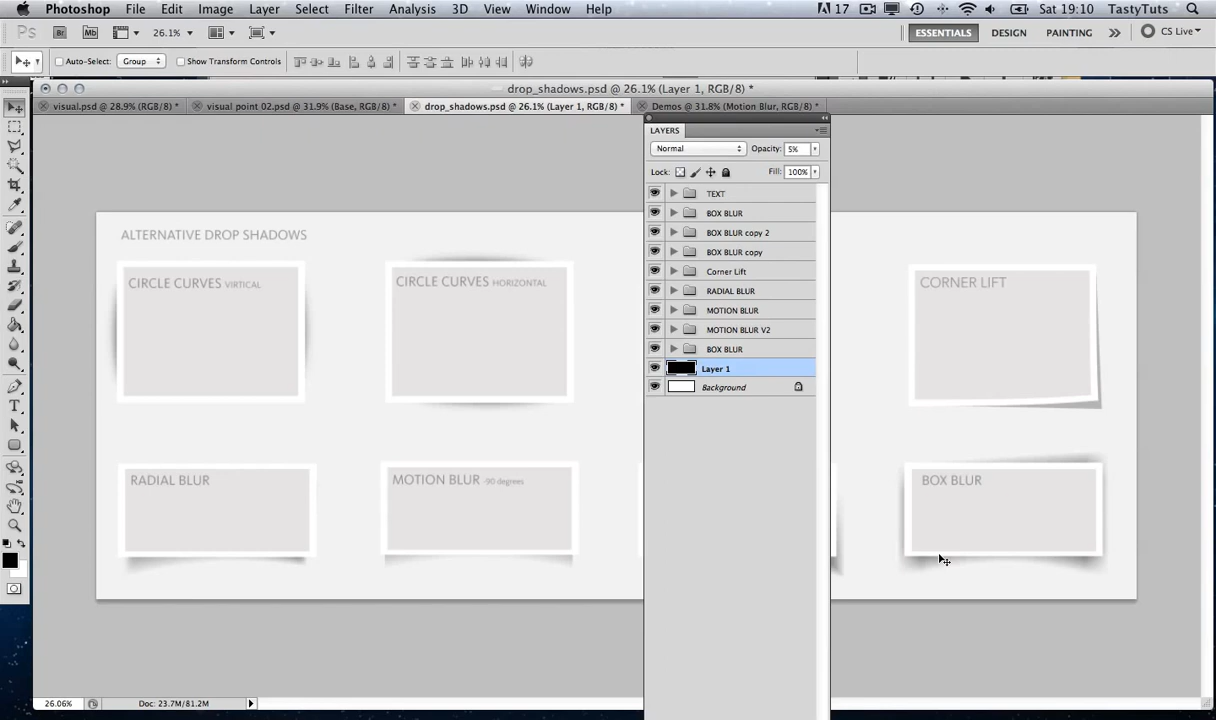 Photoshop File Edit Image Layer Select Filter Analysis 3D View Window Help 17 Sat 19:10 TastyTuts
Ps Br Mb 26.1% ESSENTIALS DESIGN PAINTING >> CS Live
Auto-Select: Group Show Transform Controls
drop_shadows.psd @ 26.1% (Layer 1, RGB/8) *
visual.psd @ 28.9% (RGB/8) * visual point 02.psd @ 31.9% (Base, RGB/8) * drop_shadows.psd @ 26.1% (Layer 1, RGB/8) * Demos @ 31.8% (Motion Blur, RGB/8) *
LAYERS
Normal Opacity: 5%
Lock: Fill: 100%
TEXT
BOX BLUR
BOX BLUR copy 2
BOX BLUR copy
Corner Lift
RADIAL BLUR
MOTION BLUR
MOTION BLUR V2
BOX BLUR
Layer 1
Background
ALTERNATIVE DROP SHADOWS
CIRCLE CURVES VIRTICAL
CIRCLE CURVES HORIZONTAL
CORNER LIFT
RADIAL BLUR
MOTION BLUR -90 degrees
BOX BLUR
26.06% Doc: 23.7M/81.2M